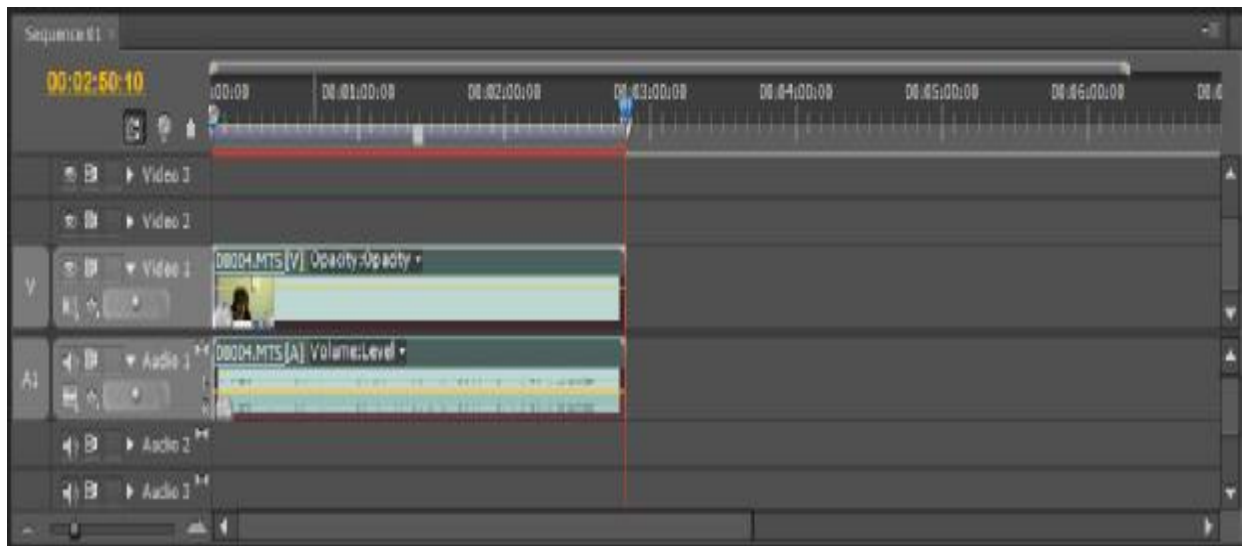 Sequence 01
00:02:50:10
:00:00 00:01:00:00 00:02:00:00 00:03:00:00 00:04:00:00 00:05:00:00 00:06:00:00 00:0
Video 3
Video 2
V Video 1 00004.MTS [V] Opacity:Opacity
A1 Audio 1 00004.MTS [A] Volume:Level
Audio 2
Audio 3